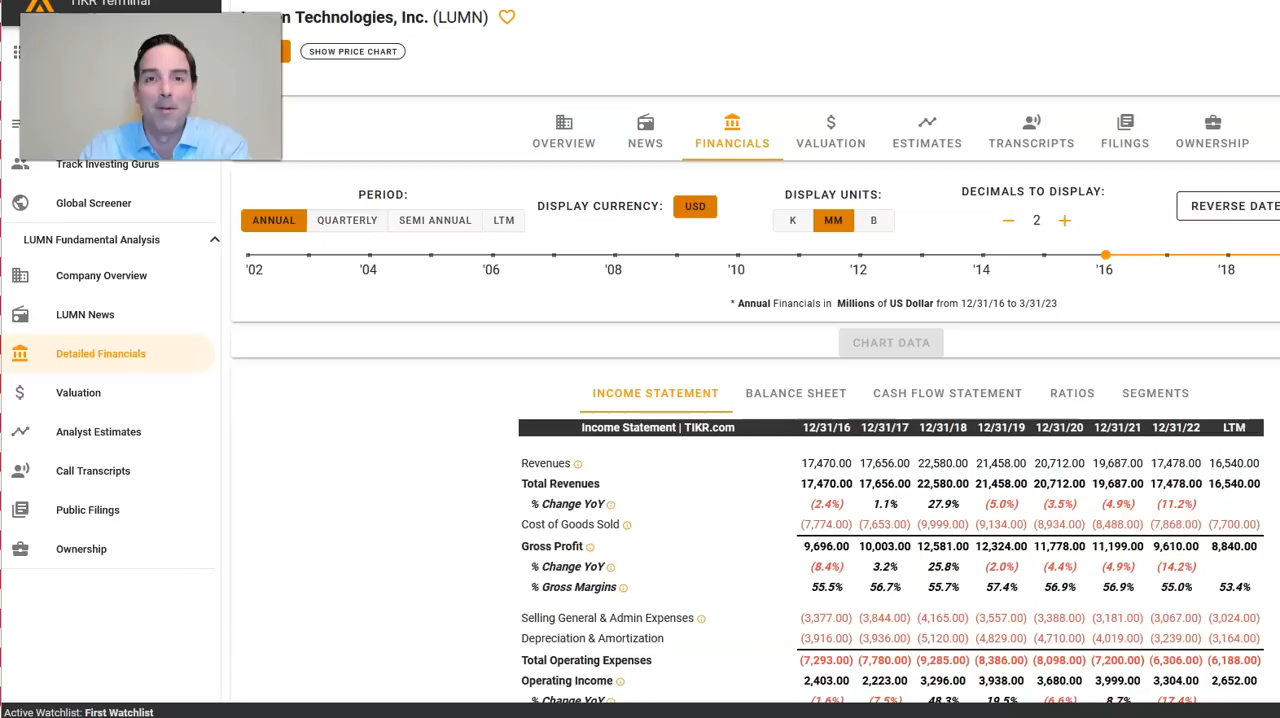 TIKR Terminal
n Technologies, Inc. (LUMN)
SHOW PRICE CHART
OVERVIEW NEWS FINANCIALS VALUATION ESTIMATES TRANSCRIPTS FILINGS OWNERSHIP
Track Investing Gurus
Global Screener
LUMN Fundamental Analysis
Company Overview
LUMN News
Detailed Financials
Valuation
Analyst Estimates
Call Transcripts
Public Filings
Ownership
PERIOD:
ANNUAL QUARTERLY SEMI ANNUAL LTM
DISPLAY CURRENCY: USD
DISPLAY UNITS:
K MM B
DECIMALS TO DISPLAY:
− 2 +
REVERSE DATE
'02 '04 '06 '08 '10 '12 '14 '16 '18
* Annual Financials in Millions of US Dollar from 12/31/16 to 3/31/23
CHART DATA
INCOME STATEMENT BALANCE SHEET CASH FLOW STATEMENT RATIOS SEGMENTS
Income Statement | TIKR.com 12/31/16 12/31/17 12/31/18 12/31/19 12/31/20 12/31/21 12/31/22 LTM
Revenues 17,470.00 17,656.00 22,580.00 21,458.00 20,712.00 19,687.00 17,478.00 16,540.00
Total Revenues 17,470.00 17,656.00 22,580.00 21,458.00 20,712.00 19,687.00 17,478.00 16,540.00
% Change YoY (2.4%) 1.1% 27.9% (5.0%) (3.5%) (4.9%) (11.2%)
Cost of Goods Sold (7,774.00) (7,653.00) (9,999.00) (9,134.00) (8,934.00) (8,488.00) (7,868.00) (7,700.00)
Gross Profit 9,696.00 10,003.00 12,581.00 12,324.00 11,778.00 11,199.00 9,610.00 8,840.00
% Change YoY (8.4%) 3.2% 25.8% (2.0%) (4.4%) (4.9%) (14.2%)
% Gross Margins 55.5% 56.7% 55.7% 57.4% 56.9% 56.9% 55.0% 53.4%
Selling General & Admin Expenses (3,377.00) (3,844.00) (4,165.00) (3,557.00) (3,388.00) (3,181.00) (3,067.00) (3,024.00)
Depreciation & Amortization (3,916.00) (3,936.00) (5,120.00) (4,829.00) (4,710.00) (4,019.00) (3,239.00) (3,164.00)
Total Operating Expenses (7,293.00) (7,780.00) (9,285.00) (8,386.00) (8,098.00) (7,200.00) (6,306.00) (6,188.00)
Operating Income 2,403.00 2,223.00 3,296.00 3,938.00 3,680.00 3,999.00 3,304.00 2,652.00
% Change YoY (1.6%) (7.5%) 48.3% 19.5% (6.6%) 8.7% (17.4%)
Active Watchlist: First Watchlist